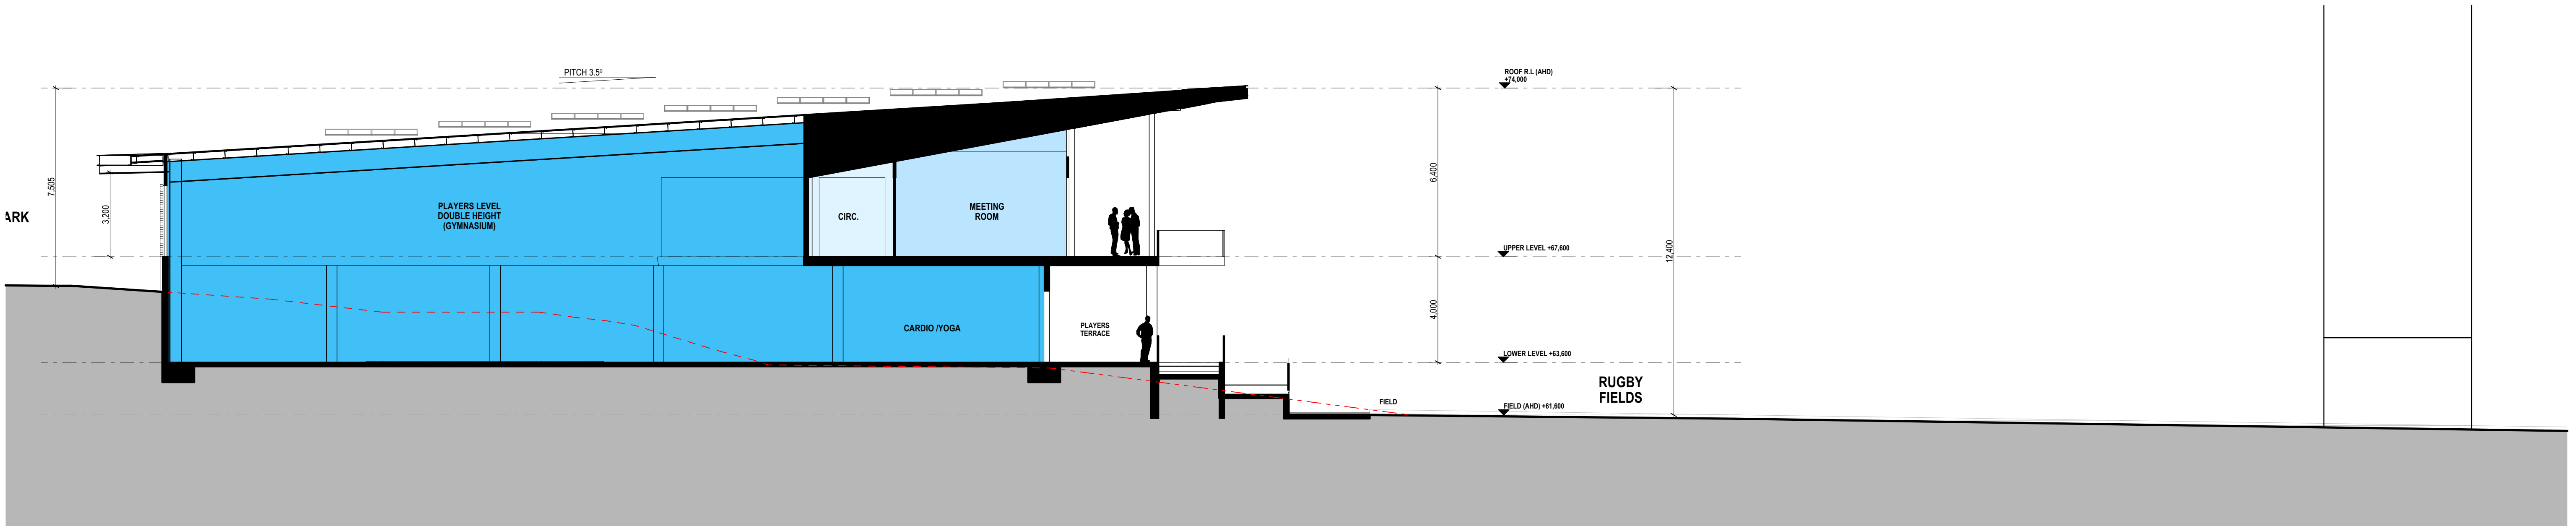 PITCH 3.5º
ROOF R.L (AHD)
+74,000
7,505
3,200
ARK
PLAYERS LEVEL
DOUBLE HEIGHT
(GYMNASIUM)
CIRC.
MEETING
ROOM
6,400
12,400
UPPER LEVEL +67,600
4,000
CARDIO /YOGA
PLAYERS
TERRACE
LOWER LEVEL +63,600
RUGBY
FIELDS
FIELD
FIELD (AHD) +61,600